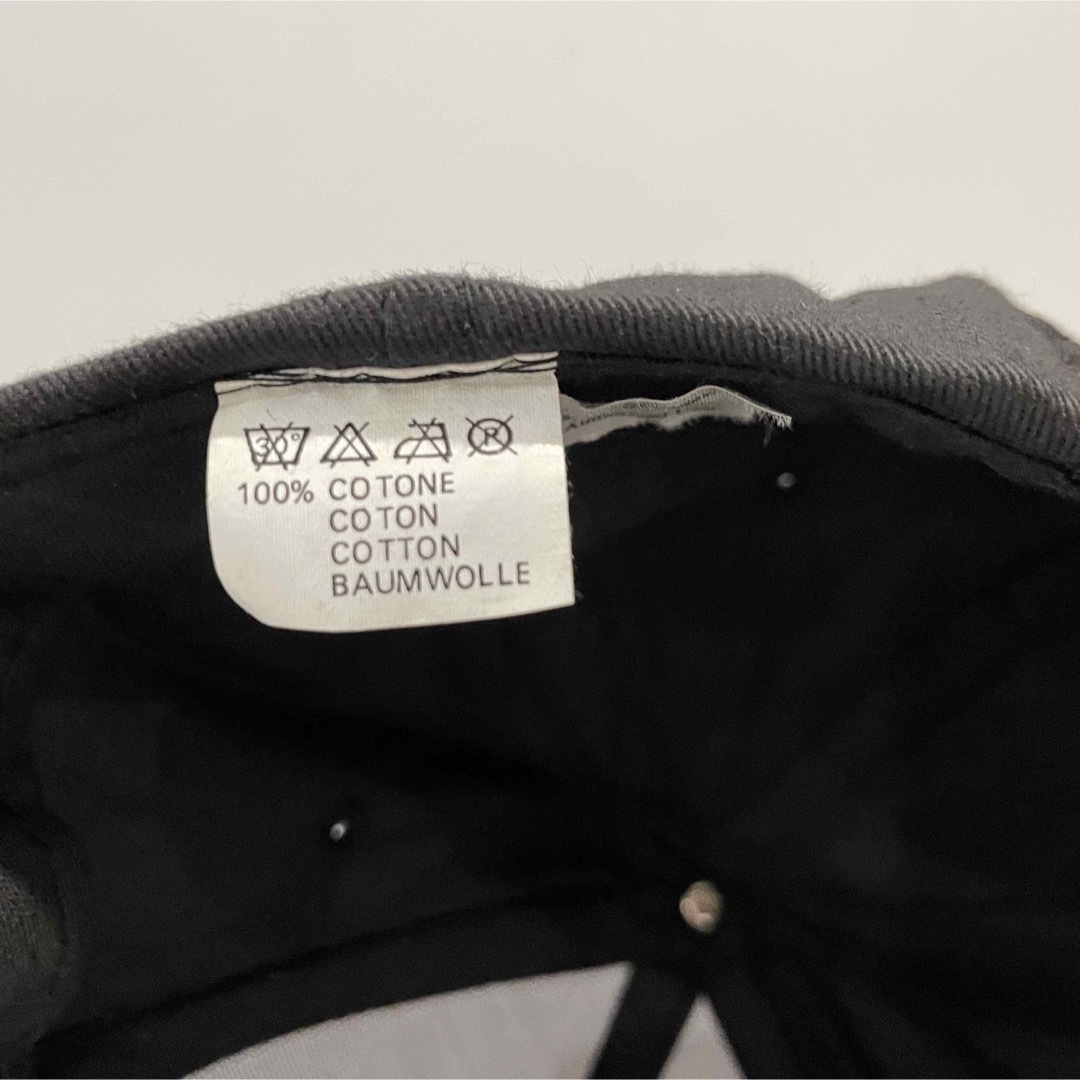 30° R
100% COTONE
COTON
COTTON
BAUMWOLLE